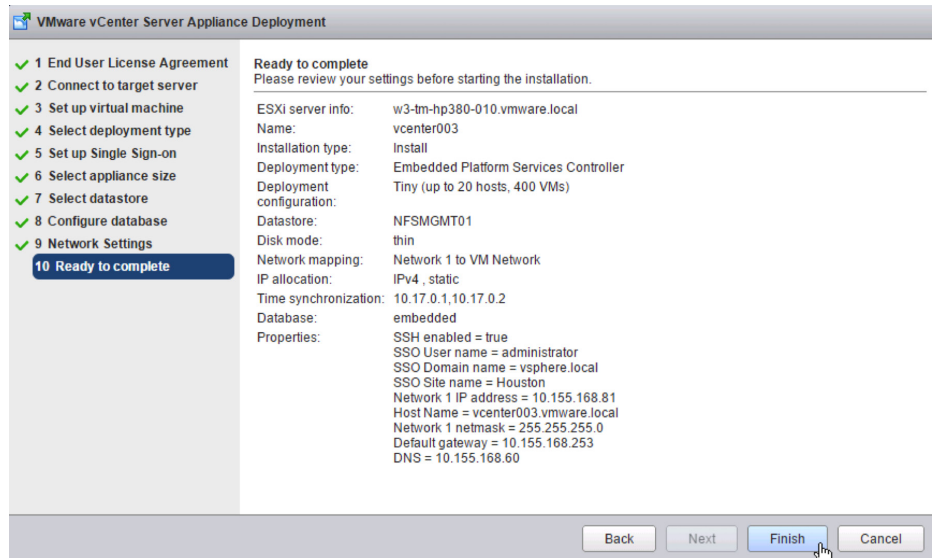 VMware vCenter Server Appliance Deployment
1 End User License Agreement
2 Connect to target server
3 Set up virtual machine
4 Select deployment type
5 Set up Single Sign-on
6 Select appliance size
7 Select datastore
8 Configure database
9 Network Settings
10 Ready to complete
Ready to complete
Please review your settings before starting the installation.
ESXi server info: w3-tm-hp380-010.vmware.local
Name: vcenter003
Installation type: Install
Deployment type: Embedded Platform Services Controller
Deployment Tiny (up to 20 hosts, 400 VMs)
configuration:
Datastore: NFSMGMT01
Disk mode: thin
Network mapping: Network 1 to VM Network
IP allocation: IPv4 , static
Time synchronization: 10.17.0.1,10.17.0.2
Database: embedded
Properties: SSH enabled = true
SSO User name = administrator
SSO Domain name = vsphere.local
SSO Site name = Houston
Network 1 IP address = 10.155.168.81
Host Name = vcenter003.vmware.local
Network 1 netmask = 255.255.255.0
Default gateway = 10.155.168.253
DNS = 10.155.168.60
Back Next Finish Cancel